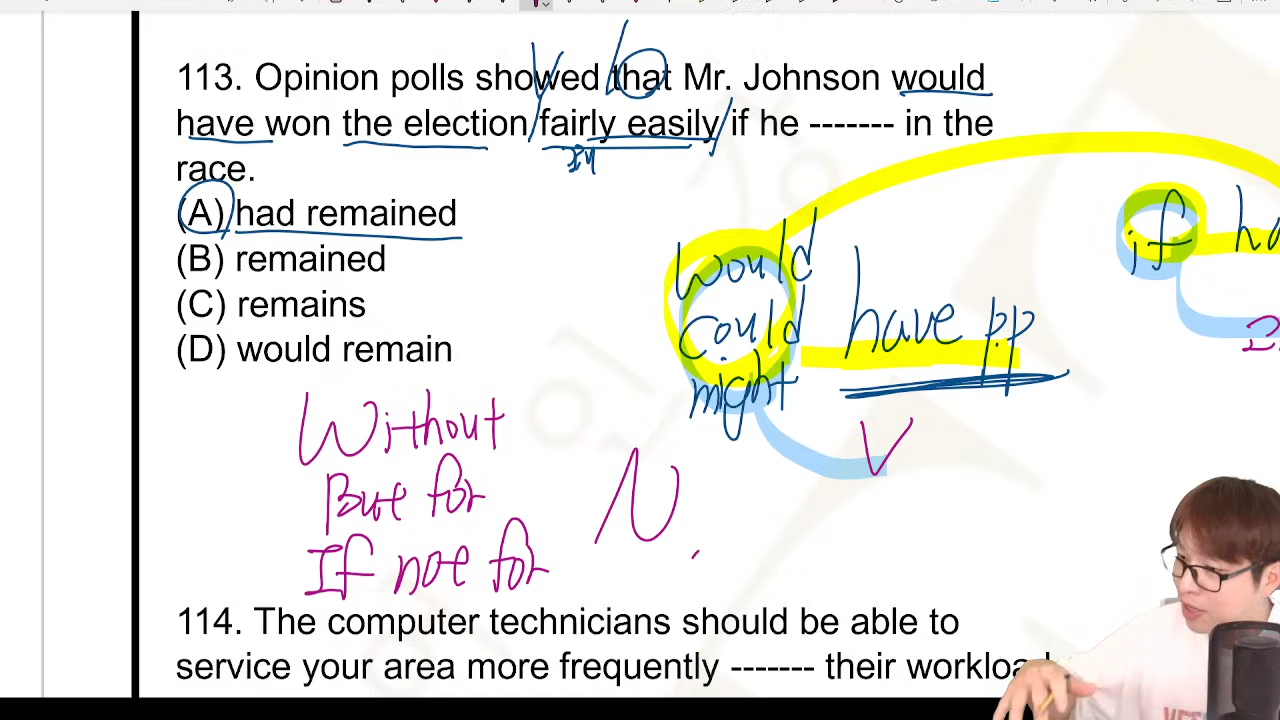 113. Opinion polls showed that Mr. Johnson would
have won the election fairly easily if he ------- in the
race.
(A) had remained
(B) remained
(C) remains
(D) would remain
would
could
might
have p.p
if ha
V
Without
But for
If not for
N
114. The computer technicians should be able to
service your area more frequently ------- their workload